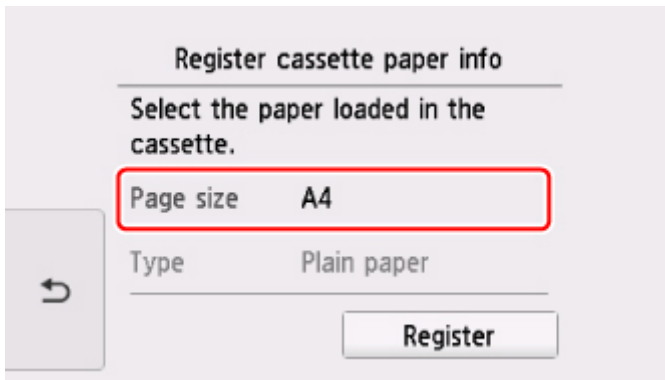 Register cassette paper info
Select the paper loaded in the
cassette.
Page size A4
Type Plain paper
Register